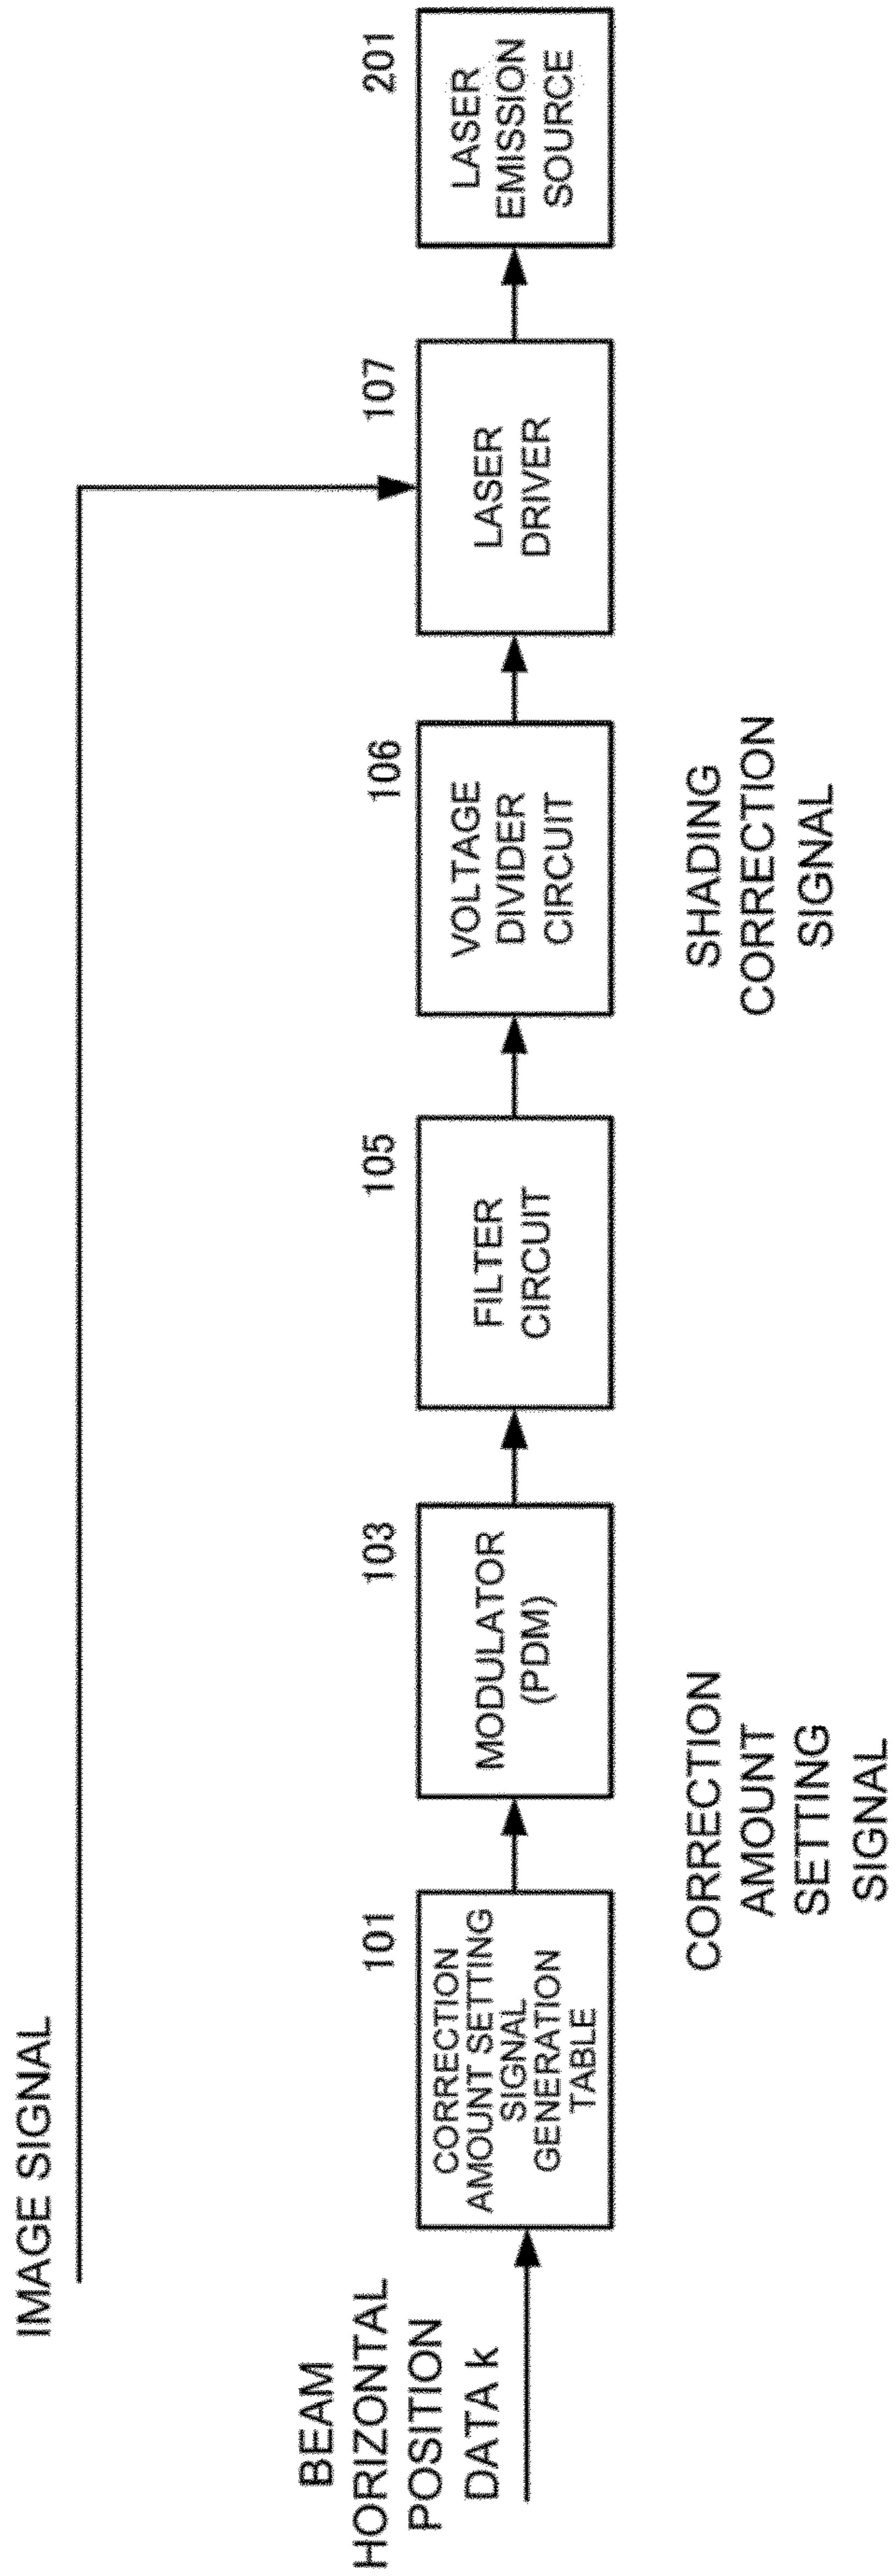 IMAGE SIGNAL
BEAM
HORIZONTAL
POSITION
DATA k
101
CORRECTION
AMOUNT SETTING
SIGNAL
GENERATION
TABLE
CORRECTION
AMOUNT
SETTING
SIGNAL
103
MODULATOR
(PDM)
105
FILTER
CIRCUIT
106
VOLTAGE
DIVIDER
CIRCUIT
SHADING
CORRECTION
SIGNAL
107
LASER
DRIVER
201
LASER
EMISSION
SOURCE